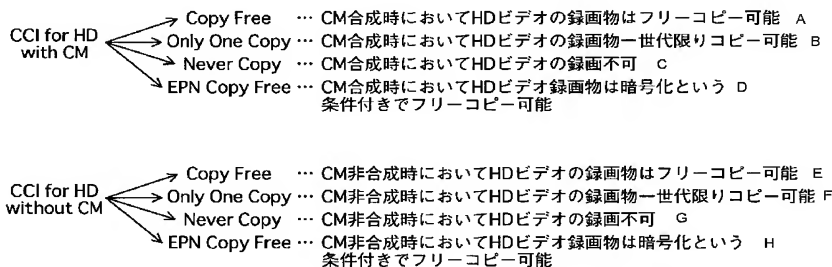 CCI for HD
with CM
Copy Free … CM合成時においてHDビデオの録画物はフリーコピー可能 A
Only One Copy … CM合成時においてHDビデオの録画物一世代限りコピー可能 B
Never Copy … CM合成時においてHDビデオの録画不可 C
EPN Copy Free … CM合成時においてHDビデオ録画物は暗号化という D
条件付きでフリーコピー可能
CCI for HD
without CM
Copy Free … CM非合成時においてHDビデオの録画物はフリーコピー可能 E
Only One Copy … CM非合成時においてHDビデオの録画物一世代限りコピー可能 F
Never Copy … CM非合成時においてHDビデオの録画不可 G
EPN Copy Free … CM非合成時においてHDビデオ録画物は暗号化という H
条件付きでフリーコピー可能